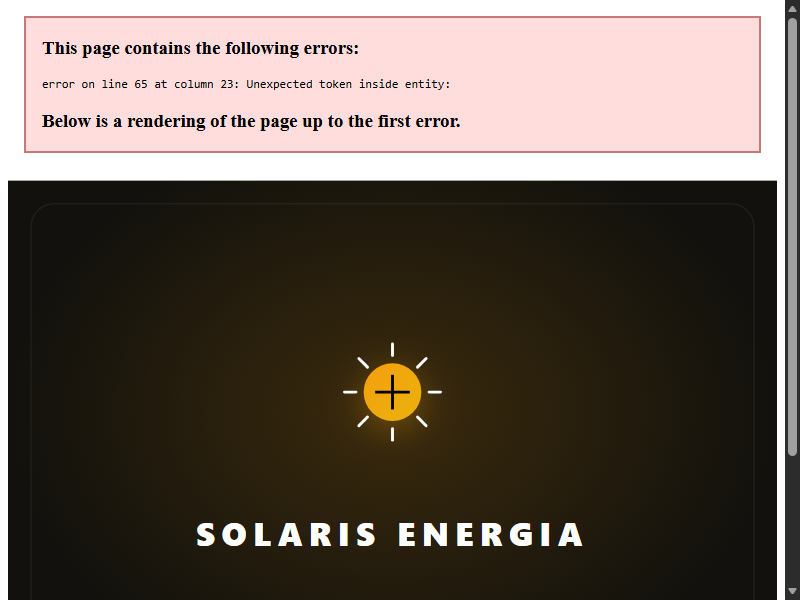 This page contains the following errors:
error on line 65 at column 23: Unexpected token inside entity:
Below is a rendering of the page up to the first error.
SOLARIS ENERGIA